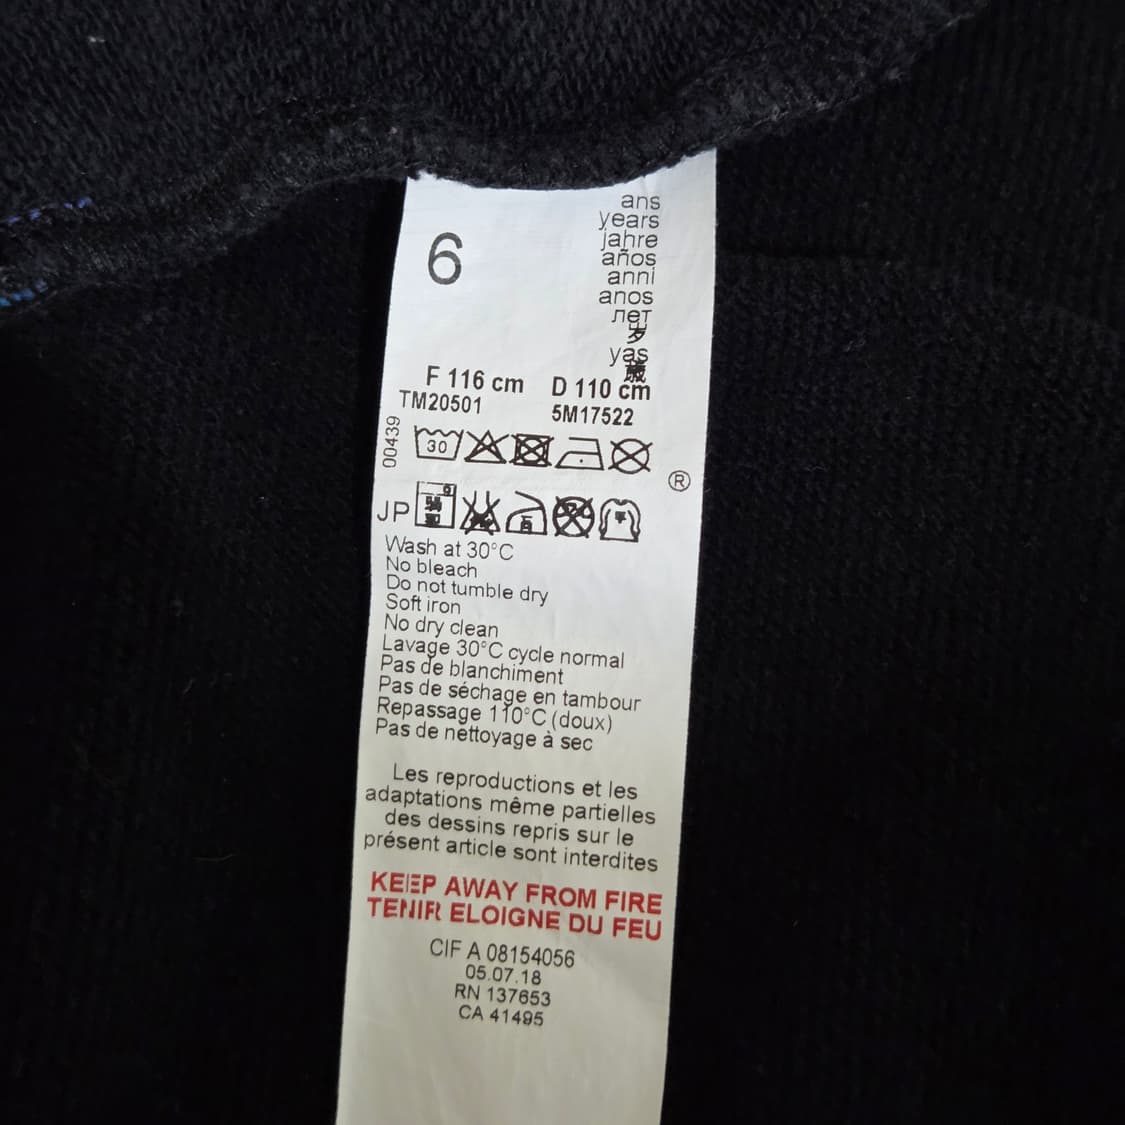 6
ans
years
jahre
años
anni
anos
лет
岁
yas
歳
F 116 cm D 110 cm
TM20501 5M17522
00439
30
®
JP
Wash at 30°C
No bleach
Do not tumble dry
Soft iron
No dry clean
Lavage 30°C cycle normal
Pas de blanchiment
Pas de séchage en tambour
Repassage 110°C (doux)
Pas de nettoyage à sec
Les reproductions et les
adaptations même partielles
des dessins repris sur le
présent article sont interdites
KEEP AWAY FROM FIRE
TENIR ELOIGNE DU FEU
CIF A 08154056
05.07.18
RN 137653
CA 41495